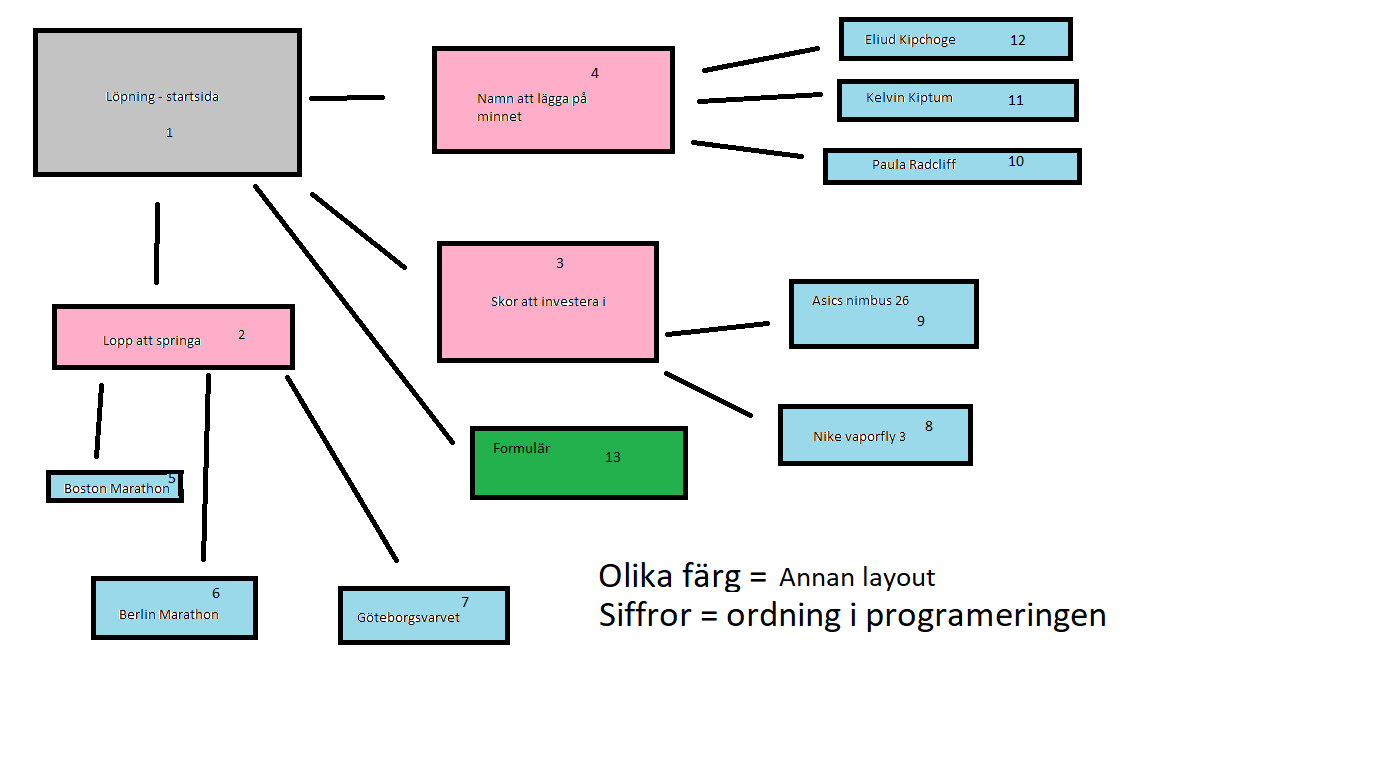 Löpning - startsida
1
4
Namn att lägga på
minnet
Eliud Kipchoge 12
Kelvin Kiptum 11
Paula Radcliff 10
3
Skor att investera i
Asics nimbus 26
9
Nike vaporfly 3 8
Lopp att springa 2
Formulär 13
Boston Marathon 5
6
Berlin Marathon
7
Göteborgsvarvet
Olika färg = Annan layout
Siffror = ordning i programeringen